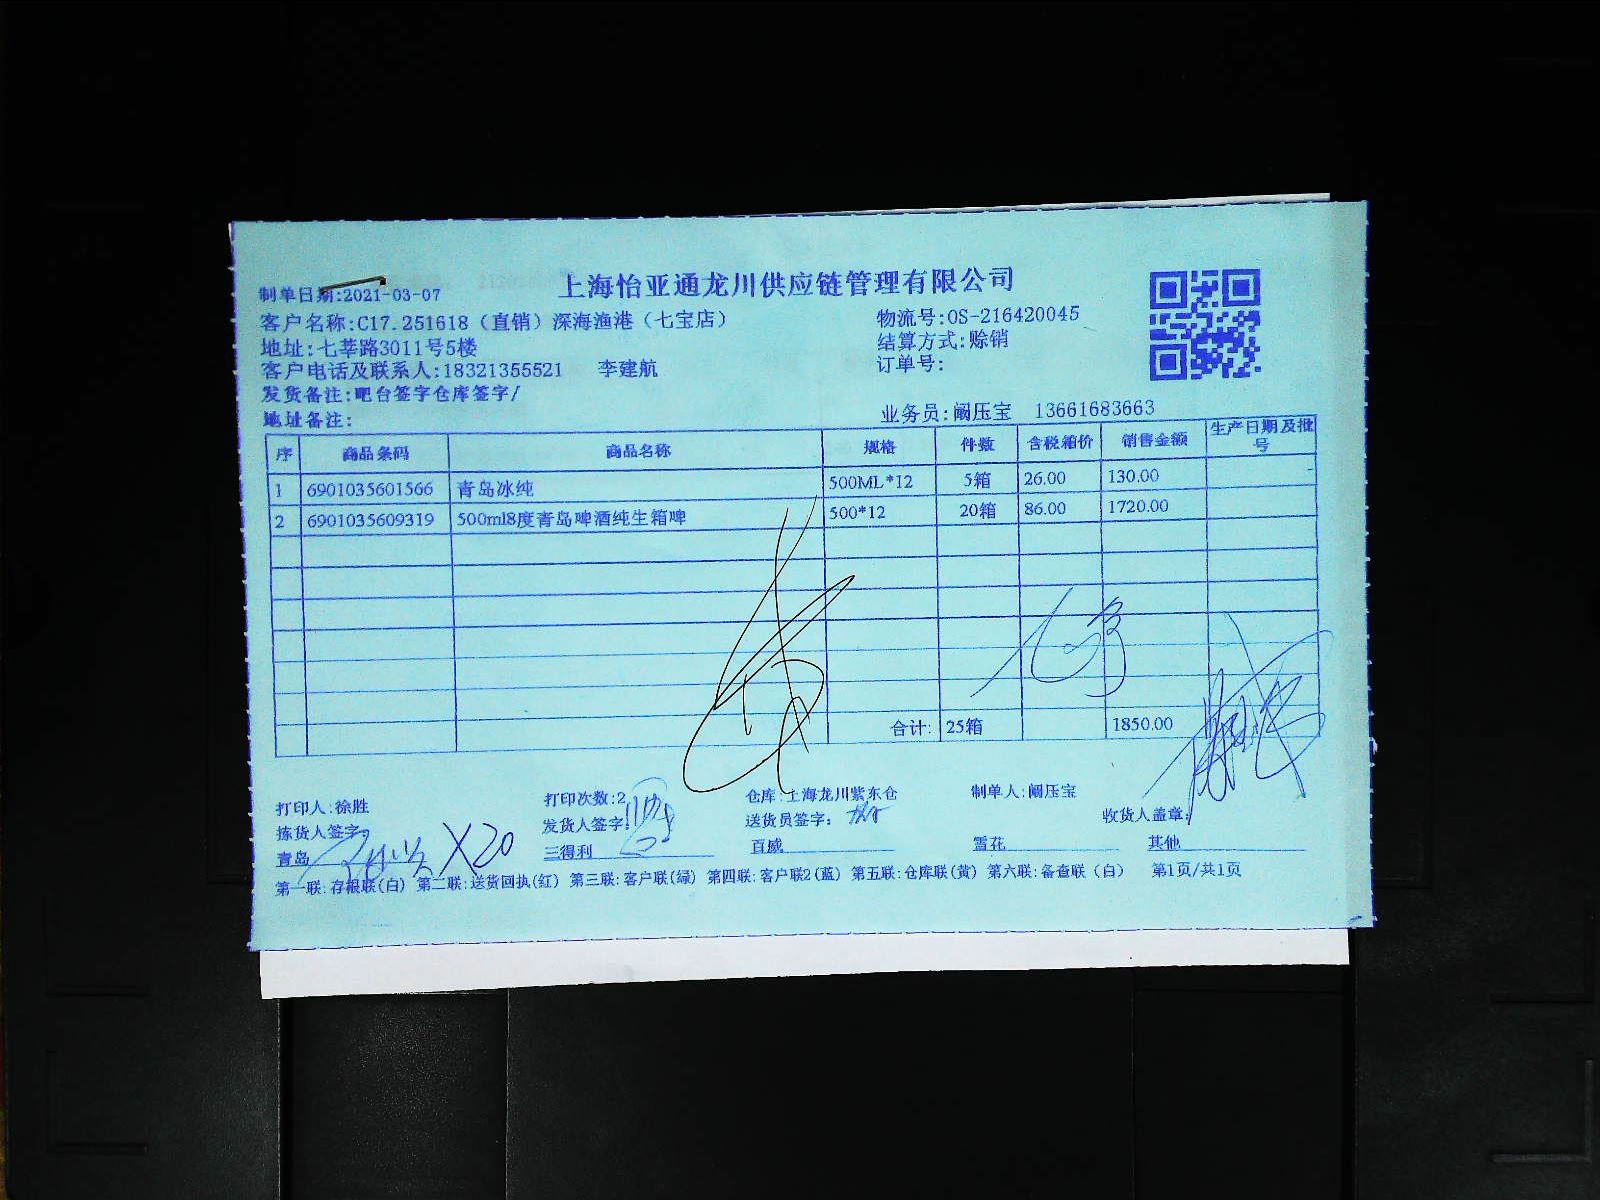 上海怡亚通龙川供应链管理有限公司
制单日期:2021-03-07
客户名称:C17.251618（直销）深海渔港（七宝店） 物流号:OS-216420045
地址:七莘路3011号5楼 结算方式:赊销
客户电话及联系人:18321355521 李建航 订单号:
发货备注:吧台签字仓库签字/
地址备注: 业务员:阚压宝 13661683663
序 商品条码 商品名称 规格 件数 含税箱价 销售金额 生产日期及批号
1 6901035601566 青岛冰纯 500ML*12 5箱 26.00 130.00
2 6901035609319 500ml8度青岛啤酒纯生箱啤 500*12 20箱 86.00 1720.00
合计: 25箱 1850.00
打印人:徐胜 打印次数:2 仓库:上海龙川紫东仓 制单人:阚压宝
拣货人签字: 发货人签字: 送货员签字: 收货人盖章:
青岛 X20 三得利 百威 雪花 其他
第一联:存根联(白) 第二联:送货回执(红) 第三联:客户联(绿) 第四联:客户联2(蓝) 第五联:仓库联(黄) 第六联:备查联（白） 第1页/共1页